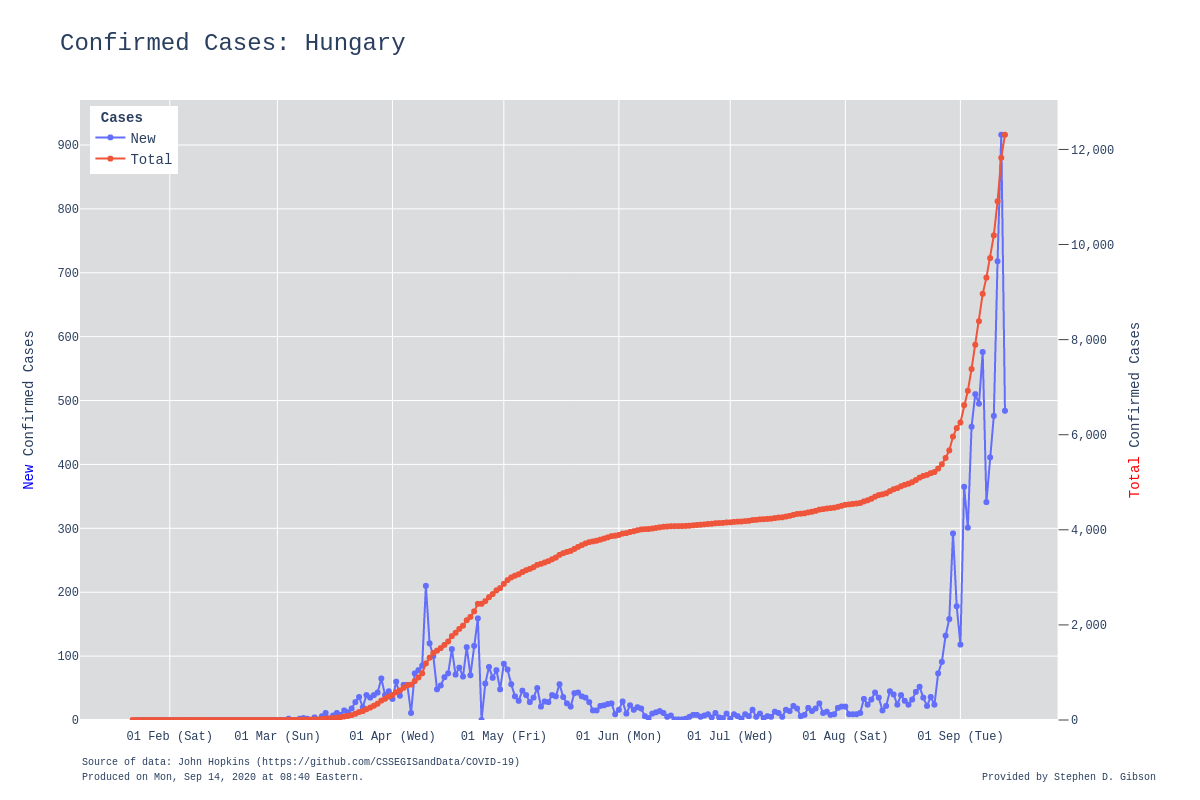 Confirmed Cases: Hungary
Cases
New
Total
900
800
700
600
500
400
300
200
100
0
New Confirmed Cases
12,000
10,000
8,000
6,000
4,000
2,000
0
Total Confirmed Cases
01 Feb (Sat)
01 Mar (Sun)
01 Apr (Wed)
01 May (Fri)
01 Jun (Mon)
01 Jul (Wed)
01 Aug (Sat)
01 Sep (Tue)
Source of data: John Hopkins (https://github.com/CSSEGISandData/COVID-19)
Produced on Mon, Sep 14, 2020 at 08:40 Eastern.
Provided by Stephen D. Gibson